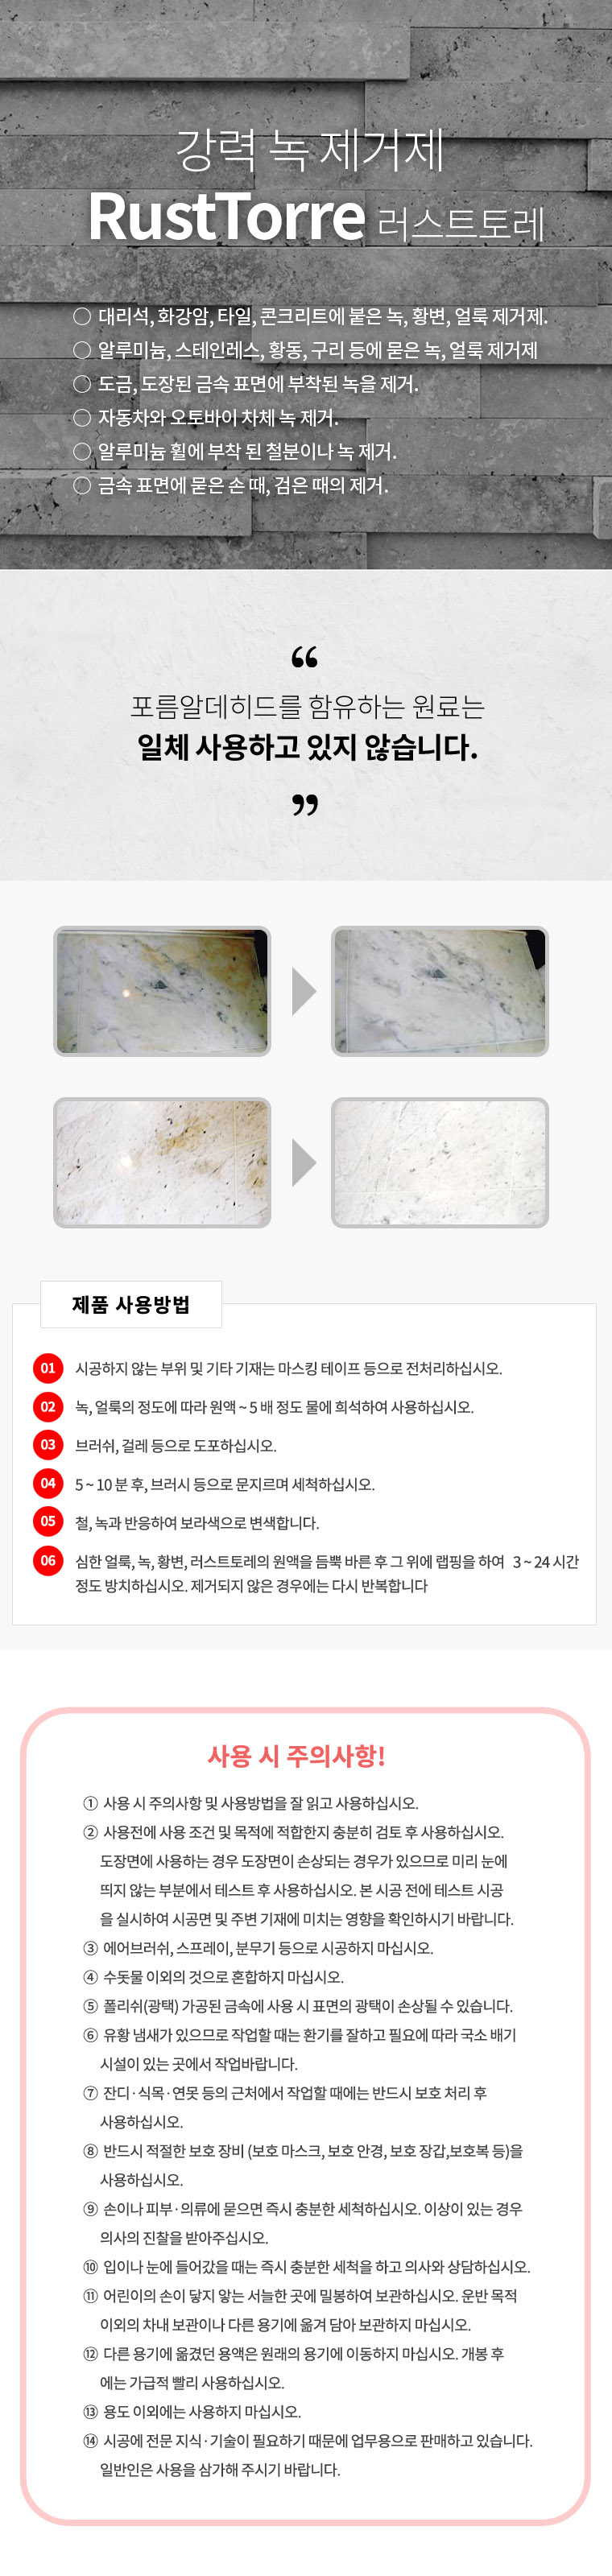 강력 녹 제거제
RustTorre 러스트토레
○ 대리석, 화강암, 타일, 콘크리트에 붙은 녹, 황변, 얼룩 제거제.
○ 알루미늄, 스테인레스, 황동, 구리 등에 묻은 녹, 얼룩 제거제
○ 도금, 도장된 금속 표면에 부착된 녹을 제거.
○ 자동차와 오토바이 차체 녹 제거.
○ 알루미늄 휠에 부착 된 철분이나 녹 제거.
○ 금속 표면에 묻은 손 때, 검은 때의 제거.
“
포름알데히드를 함유하는 원료는
일체 사용하고 있지 않습니다.
”
제품 사용방법
01 시공하지 않는 부위 및 기타 기재는 마스킹 테이프 등으로 전처리하십시오.
02 녹, 얼룩의 정도에 따라 원액 ~ 5 배 정도 물에 희석하여 사용하십시오.
03 브러쉬, 걸레 등으로 도포하십시오.
04 5 ~ 10 분 후, 브러시 등으로 문지르며 세척하십시오.
05 철, 녹과 반응하여 보라색으로 변색합니다.
06 심한 얼룩, 녹, 황변, 러스트토레의 원액을 듬뿍 바른 후 그 위에 랩핑을 하여 3 ~ 24 시간
정도 방치하십시오. 제거되지 않은 경우에는 다시 반복합니다
사용 시 주의사항!
① 사용 시 주의사항 및 사용방법을 잘 읽고 사용하십시오.
② 사용전에 사용 조건 및 목적에 적합한지 충분히 검토 후 사용하십시오.
도장면에 사용하는 경우 도장면이 손상되는 경우가 있으므로 미리 눈에
띄지 않는 부분에서 테스트 후 사용하십시오. 본 시공 전에 테스트 시공
을 실시하여 시공면 및 주변 기재에 미치는 영향을 확인하시기 바랍니다.
③ 에어브러쉬, 스프레이, 분무기 등으로 시공하지 마십시오.
④ 수돗물 이외의 것으로 혼합하지 마십시오.
⑤ 폴리쉬(광택) 가공된 금속에 사용 시 표면의 광택이 손상될 수 있습니다.
⑥ 유황 냄새가 있으므로 작업할 때는 환기를 잘하고 필요에 따라 국소 배기
시설이 있는 곳에서 작업바랍니다.
⑦ 잔디·식목·연못 등의 근처에서 작업할 때에는 반드시 보호 처리 후
사용하십시오.
⑧ 반드시 적절한 보호 장비 (보호 마스크, 보호 안경, 보호 장갑,보호복 등)을
사용하십시오.
⑨ 손이나 피부·의류에 묻으면 즉시 충분한 세척하십시오. 이상이 있는 경우
의사의 진찰을 받아주십시오.
⑩ 입이나 눈에 들어갔을 때는 즉시 충분한 세척을 하고 의사와 상담하십시오.
⑪ 어린이의 손이 닿지 않는 서늘한 곳에 밀봉하여 보관하십시오. 운반 목적
이외의 차내 보관이나 다른 용기에 옮겨 담아 보관하지 마십시오.
⑫ 다른 용기에 옮겼던 용액은 원래의 용기에 이동하지 마십시오. 개봉 후
에는 가급적 빨리 사용하십시오.
⑬ 용도 이외에는 사용하지 마십시오.
⑭ 시공에 전문 지식·기술이 필요하기 때문에 업무용으로 판매하고 있습니다.
일반인은 사용을 삼가해 주시기 바랍니다.